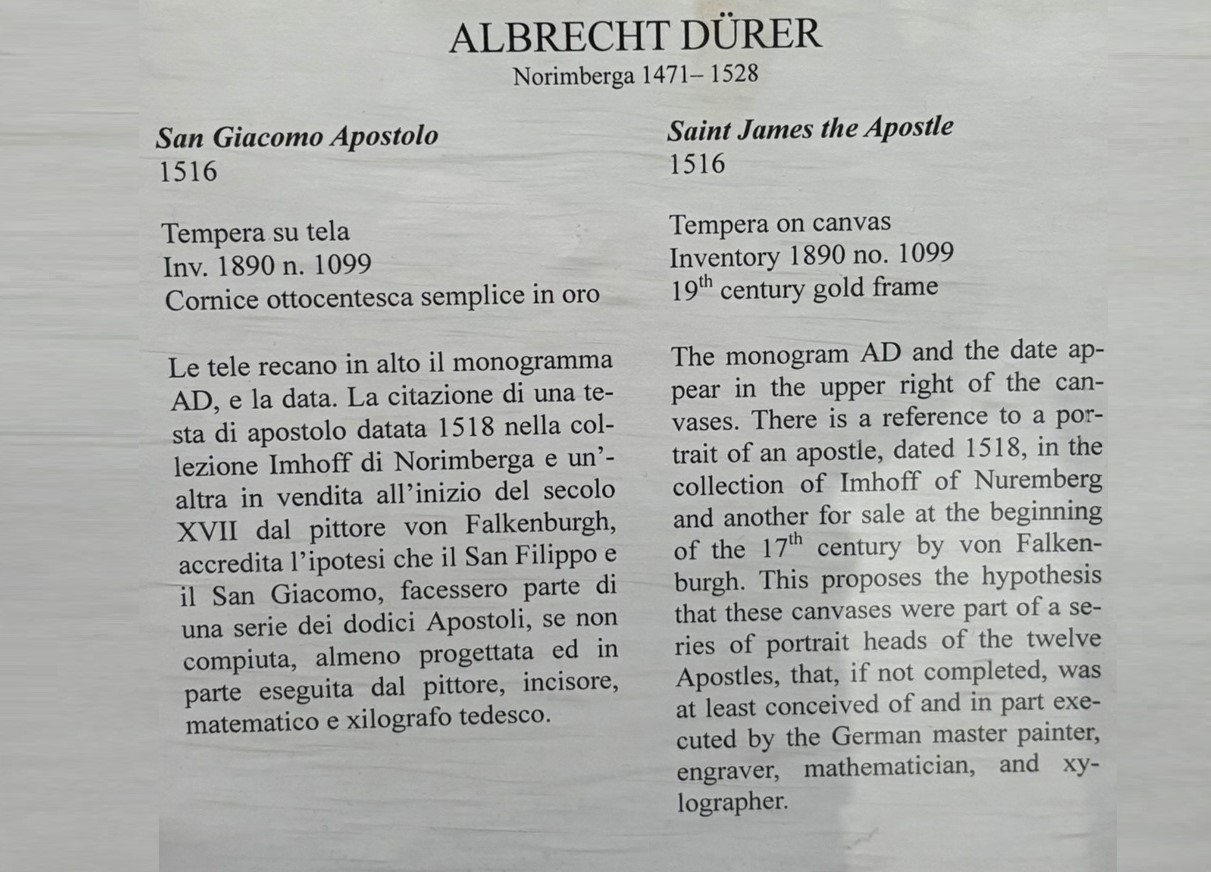 ALBRECHT DÜRER
Norimberga 1471– 1528
San Giacomo Apostolo
1516
Tempera su tela
Inv. 1890 n. 1099
Cornice ottocentesca semplice in oro
Le tele recano in alto il monogramma
AD, e la data. La citazione di una te-
sta di apostolo datata 1518 nella col-
lezione Imhoff di Norimberga e un’-
altra in vendita all’inizio del secolo
XVII dal pittore von Falkenburgh,
accredita l’ipotesi che il San Filippo e
il San Giacomo, facessero parte di
una serie dei dodici Apostoli, se non
compiuta, almeno progettata ed in
parte eseguita dal pittore, incisore,
matematico e xilografo tedesco.
Saint James the Apostle
1516
Tempera on canvas
Inventory 1890 no. 1099
19th century gold frame
The monogram AD and the date ap-
pear in the upper right of the can-
vases. There is a reference to a por-
trait of an apostle, dated 1518, in the
collection of Imhoff of Nuremberg
and another for sale at the beginning
of the 17th century by von Falken-
burgh. This proposes the hypothesis
that these canvases were part of a se-
ries of portrait heads of the twelve
Apostles, that, if not completed, was
at least conceived of and in part exe-
cuted by the German master painter,
engraver, mathematician, and xy-
lographer.